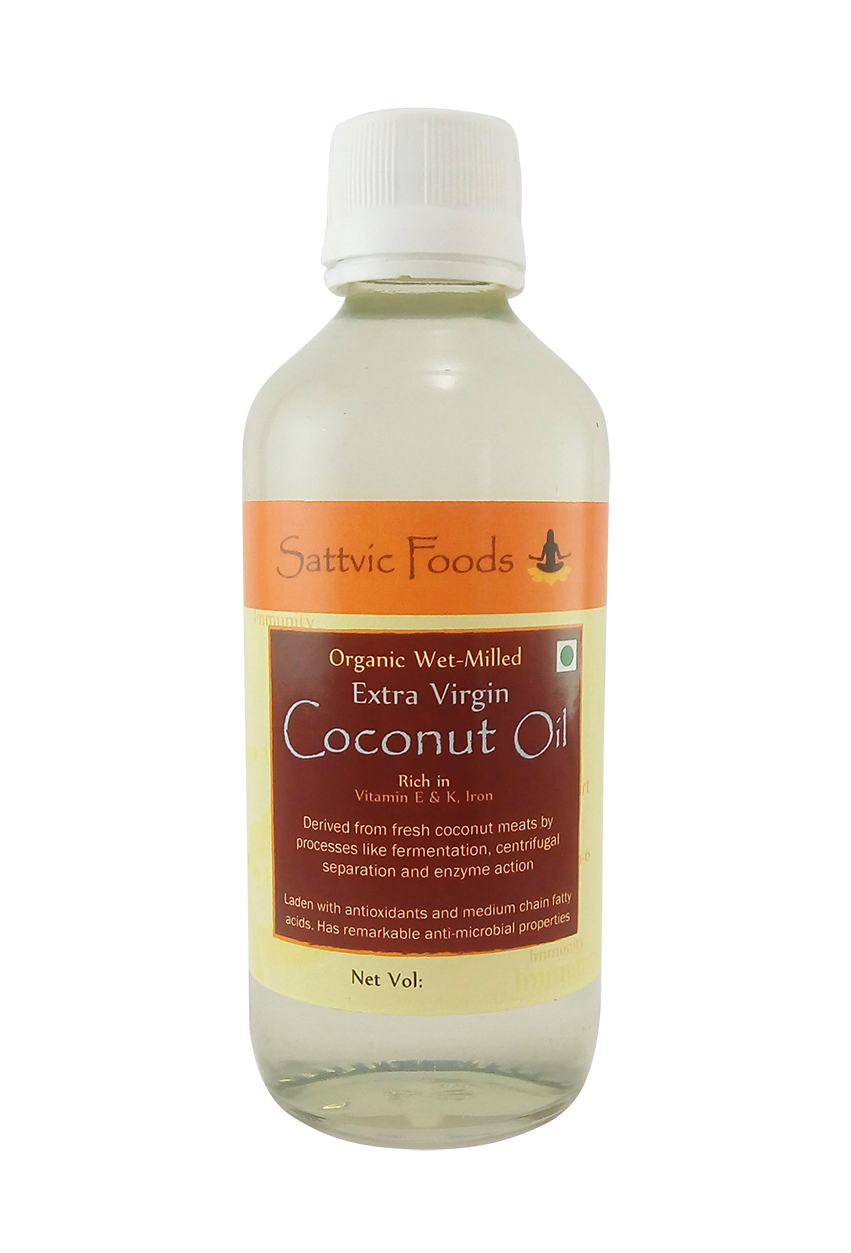 Sattvic Foods
Immunity
Organic Wet-Milled
Extra Virgin
Coconut Oil
Rich in
Vitamin E & K, Iron
Derived from fresh coconut meats by
processes like fermentation, centrifugal
separation and enzyme action
Laden with antioxidants and medium chain fatty
acids. Has remarkable anti-microbial properties
Immunity
Net Vol: